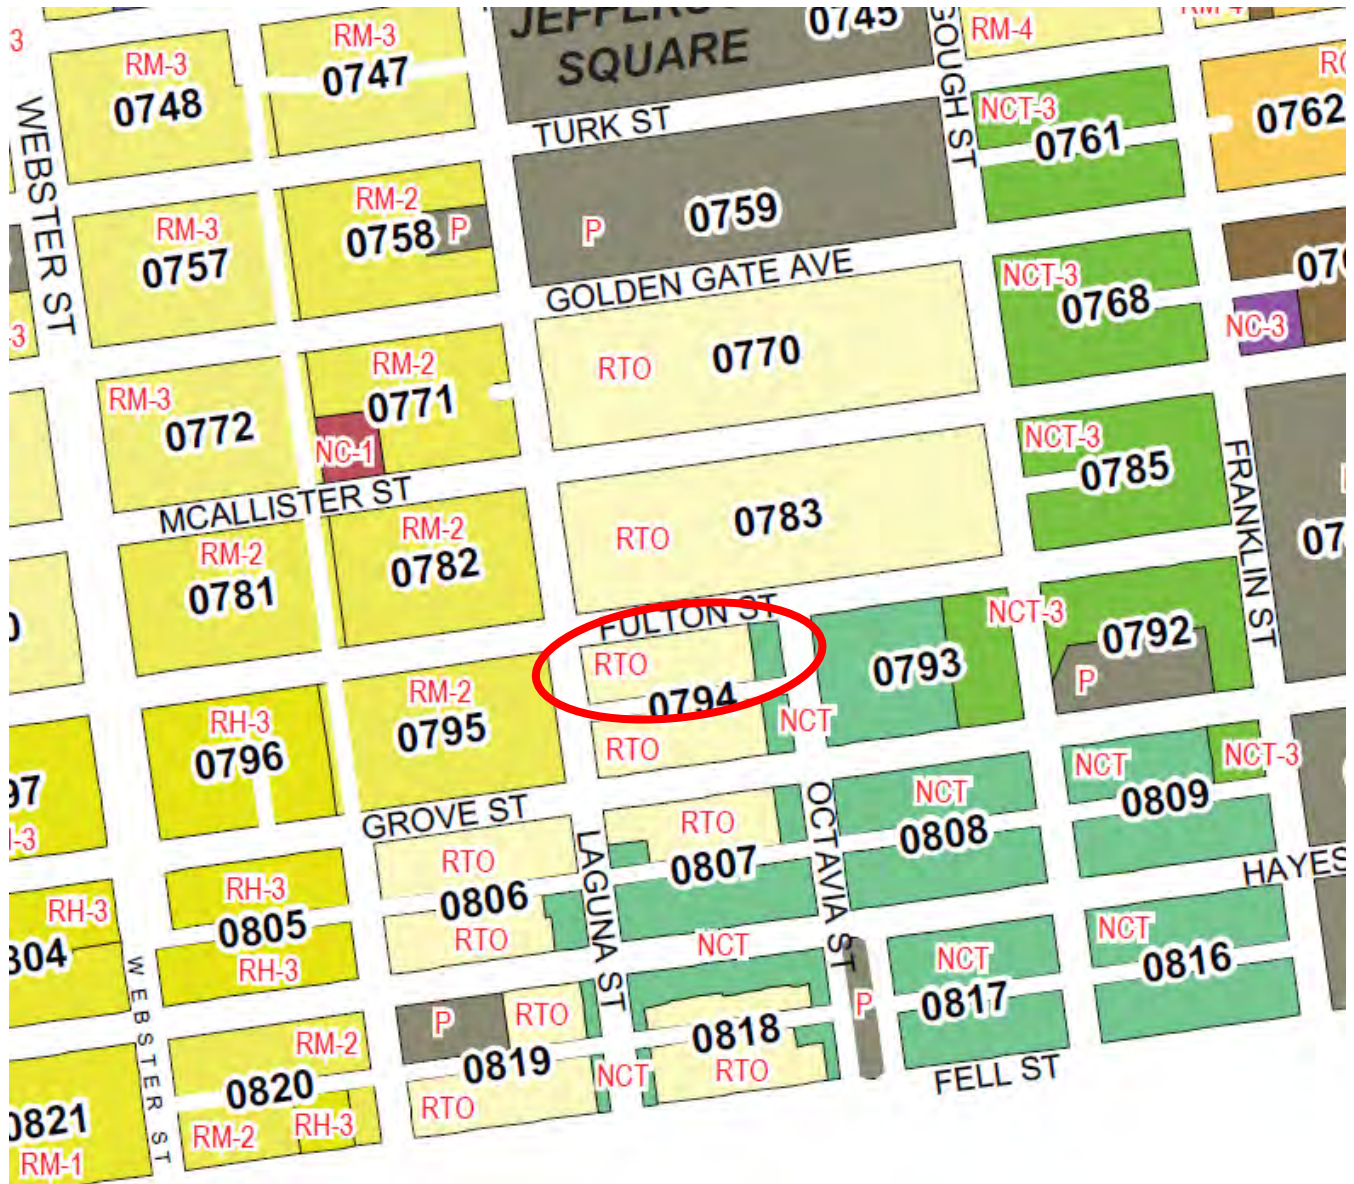 3
RM-3
0748
RM-3
0747
SQUARE
0745
GOUGH ST
RM-4
NCT-3
0761
0762
WEBSTER ST
TURK ST
RM-3
0757
RM-2
0758
P
P
0759
GOLDEN GATE AVE
NCT-3
0768
NC-3
RM-3
0772
RM-2
0771
NC-1
RTO
0770
MCALLISTER ST
NCT-3
0785
FRANKLIN ST
RM-2
0781
RM-2
0782
RTO
0783
FULTON ST
RTO
0794
RTO
NCT
0793
NCT-3
0792
P
RH-3
0796
RM-2
0795
GROVE ST
LAGUNA ST
OCTAVIA ST
NCT
0808
NCT
0809
NCT-3
HAYES
RTO
0806
RTO
RTO
0807
RH-3
RH-3
0805
RH-3
NCT
NCT
0817
NCT
0816
WEBSTER ST
P
RTO
0819
RTO
NCT
0818
RTO
P
RM-2
0820
RM-2
RH-3
0821
RM-1
FELL ST